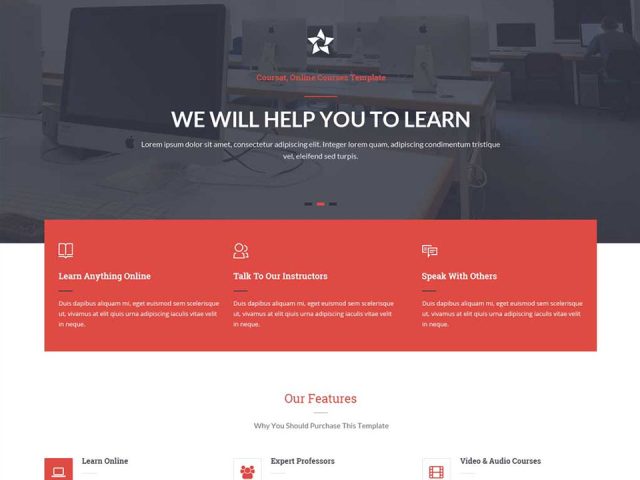 Coursat, Online Courses Template
WE WILL HELP YOU TO LEARN
Lorem ipsum dolor sit amet, consectetur adipiscing elit. Integer lorem quam, adipiscing condimentum tristique
vel, eleifend sed turpis.
Learn Anything Online
Duis dapibus aliquam mi, eget euismod sem scelerisque
ut, vivamus at elit quis urna adipiscing iaculis vitae velit
in neque.
Talk To Our Instructors
Duis dapibus aliquam mi, eget euismod sem scelerisque
ut, vivamus at elit quis urna adipiscing iaculis vitae velit
in neque.
Speak With Others
Duis dapibus aliquam mi, eget euismod sem scelerisque
ut, vivamus at elit quis urna adipiscing iaculis vitae velit
in neque.
Our Features
Why You Should Purchase This Template
Learn Online
Expert Professors
Video & Audio Courses